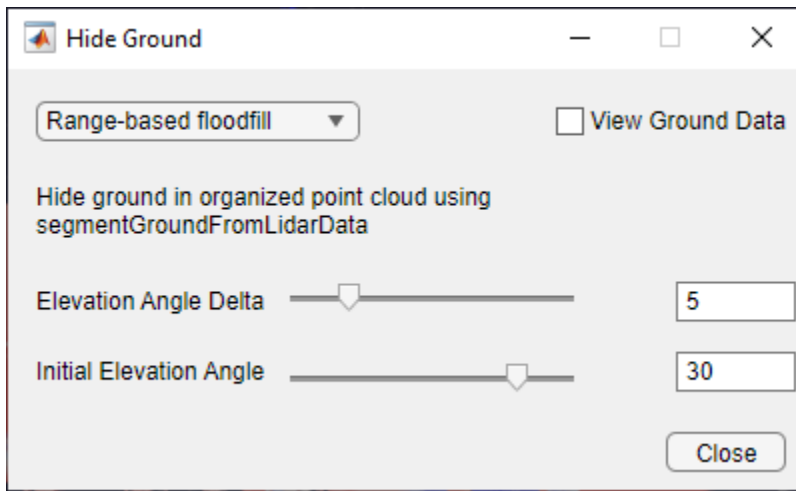 Hide Ground
Range-based floodfill
View Ground Data
Hide ground in organized point cloud using
segmentGroundFromLidarData
Elevation Angle Delta
5
Initial Elevation Angle
30
Close